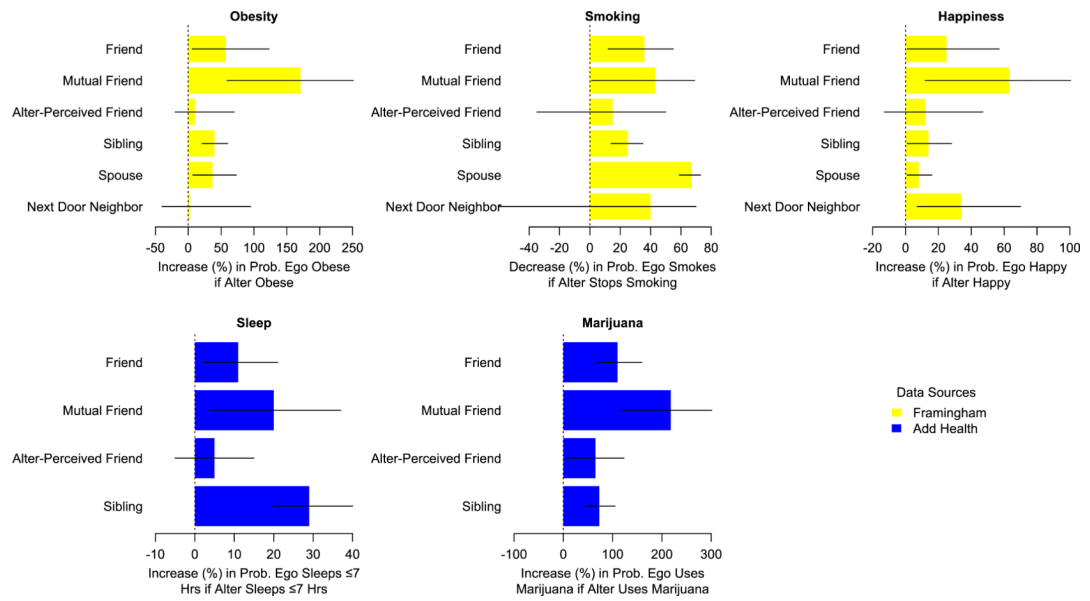 Obesity
Friend
Mutual Friend
Alter-Perceived Friend
Sibling
Spouse
Next Door Neighbor
-50 0 50 100 150 200 250
Increase (%) in Prob. Ego Obese
if Alter Obese
Smoking
Friend
Mutual Friend
Alter-Perceived Friend
Sibling
Spouse
Next Door Neighbor
-40 -20 0 20 40 60 80
Decrease (%) in Prob. Ego Smokes
if Alter Stops Smoking
Happiness
Friend
Mutual Friend
Alter-Perceived Friend
Sibling
Spouse
Next Door Neighbor
-20 0 20 40 60 80 100
Increase (%) in Prob. Ego Happy
if Alter Happy
Sleep
Friend
Mutual Friend
Alter-Perceived Friend
Sibling
-10 0 10 20 30 40
Increase (%) in Prob. Ego Sleeps ≤7
Hrs if Alter Sleeps ≤7 Hrs
Marijuana
Friend
Mutual Friend
Alter-Perceived Friend
Sibling
-100 0 100 200 300
Increase (%) in Prob. Ego Uses
Marijuana if Alter Uses Marijuana
Data Sources
Framingham
Add Health